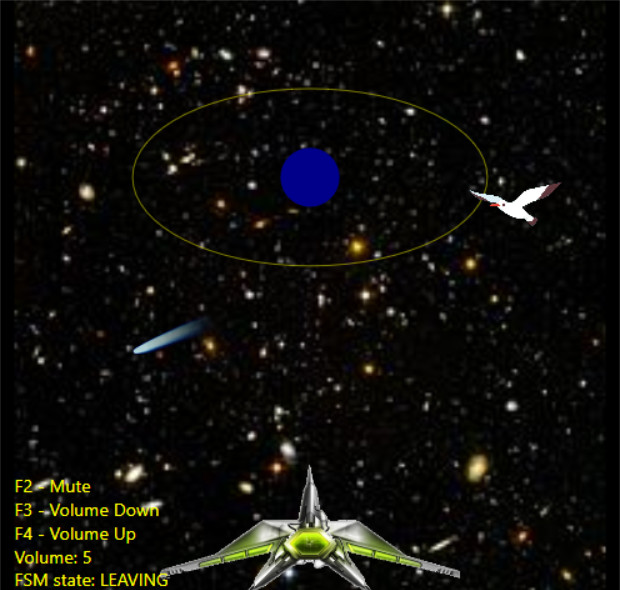 F2 - Mute
F3 - Volume Down
F4 - Volume Up
Volume: 5
FSM state: LEAVING